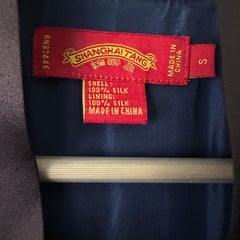 SHANGHAI TANG
SHELL:
100% SILK
LINING:
100% SILK
MADE IN CHINA
MADE IN
CHINA
S